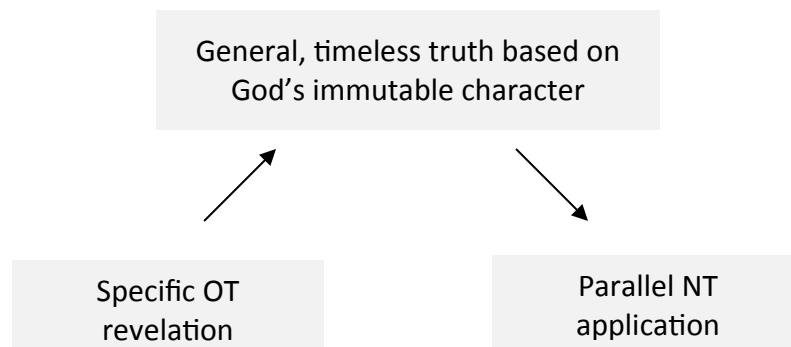 General, timeless truth based on
God’s immutable character
Specific OT
revelation
Parallel NT
application